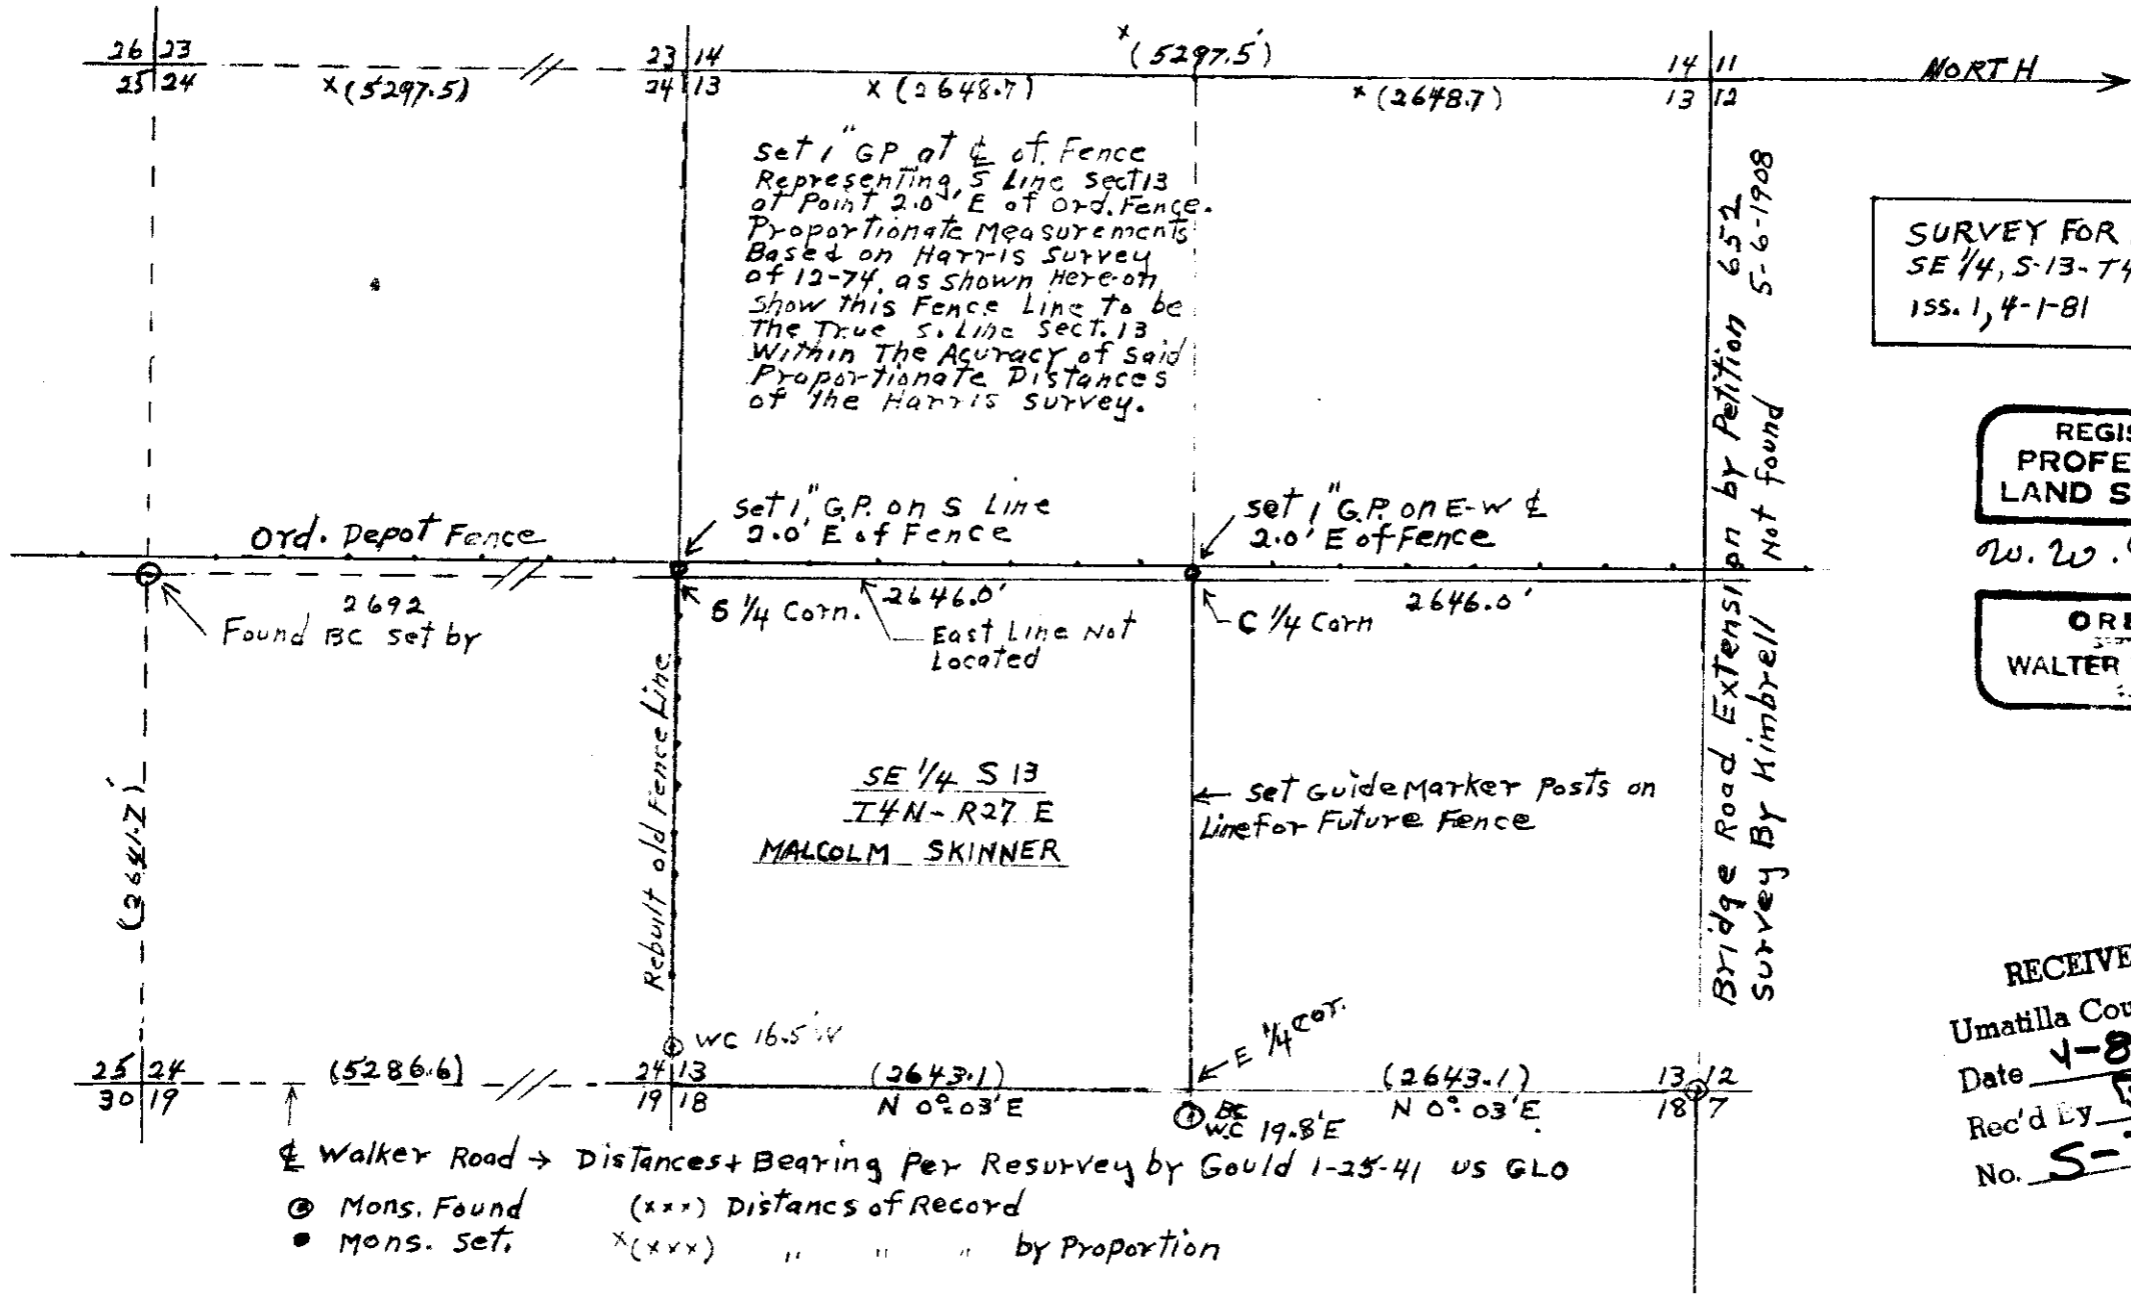 26 23
25 24
x(5297.5)
23 14
24 13
x (2648.7)
x(5297.5')
x (2648.7)
14 11
13 12
NORTH
Set 1" GP at ℄ of Fence
Representing S Line Sect 13
at Point 2.0' E of Ord. Fence.
Proportionate Measurements
Based on Harris Survey
of 12-74, as shown Here-on
Show this Fence Line To be
The True S. Line Sect. 13
Within The Acuracy of said
Proportionate Distances
of the Harris survey.
SURVEY FOR
SE 1/4, S-13-T4
Iss. 1, 4-1-81
REGIS
PROFE
LAND S
W. W.
ORE
WALTER
Ord. Depot Fence
Set 1" G.P. on S Line
2.0' E of Fence
set 1" G.P. on E-W ℄
2.0' E of Fence
2692
Found BC set by
S 1/4 Corn.
2646.0'
East Line Not
Located
C 1/4 Corn
2646.0'
Bridge Road Extension by Petition 652
Survey By Kimbrell Not found 5-6-1908
(2641.2')
Rebuilt old Fence Line
SE 1/4 S 13
T4N-R27 E
MALCOLM SKINNER
Set Guide Marker Posts on
Line for Future Fence
WC 16.5' W
E 1/4 Cor.
25 24
30 19
(5286.6)
24 13
19 18
(2643.1)
N 0°.03' E
BC
W.C 19.8' E
(2643.1)
N 0°.03' E.
13 12
18 7
RECEIVE
Umatilla Cou
Date 4-8
Rec'd By
No. S-
℄ Walker Road → Distances + Bearing Per Resurvey by Gould 1-25-41 US GLO
Mons. Found (xxx) Distancs of Record
Mons. Set. x(xxx) " " " by Proportion